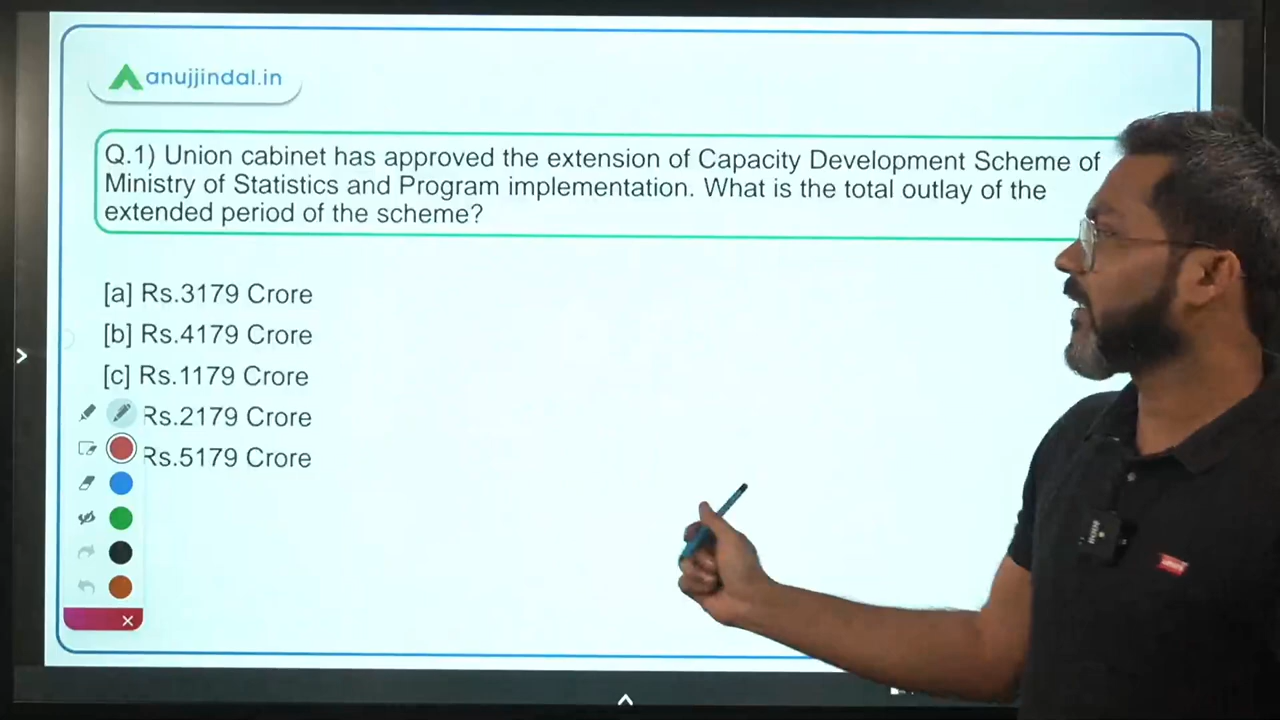 anujjindal.in
Q.1) Union cabinet has approved the extension of Capacity Development Scheme of
Ministry of Statistics and Program implementation. What is the total outlay of the
extended period of the scheme?
[a] Rs.3179 Crore
[b] Rs.4179 Crore
[c] Rs.1179 Crore
Rs.2179 Crore
Rs.5179 Crore